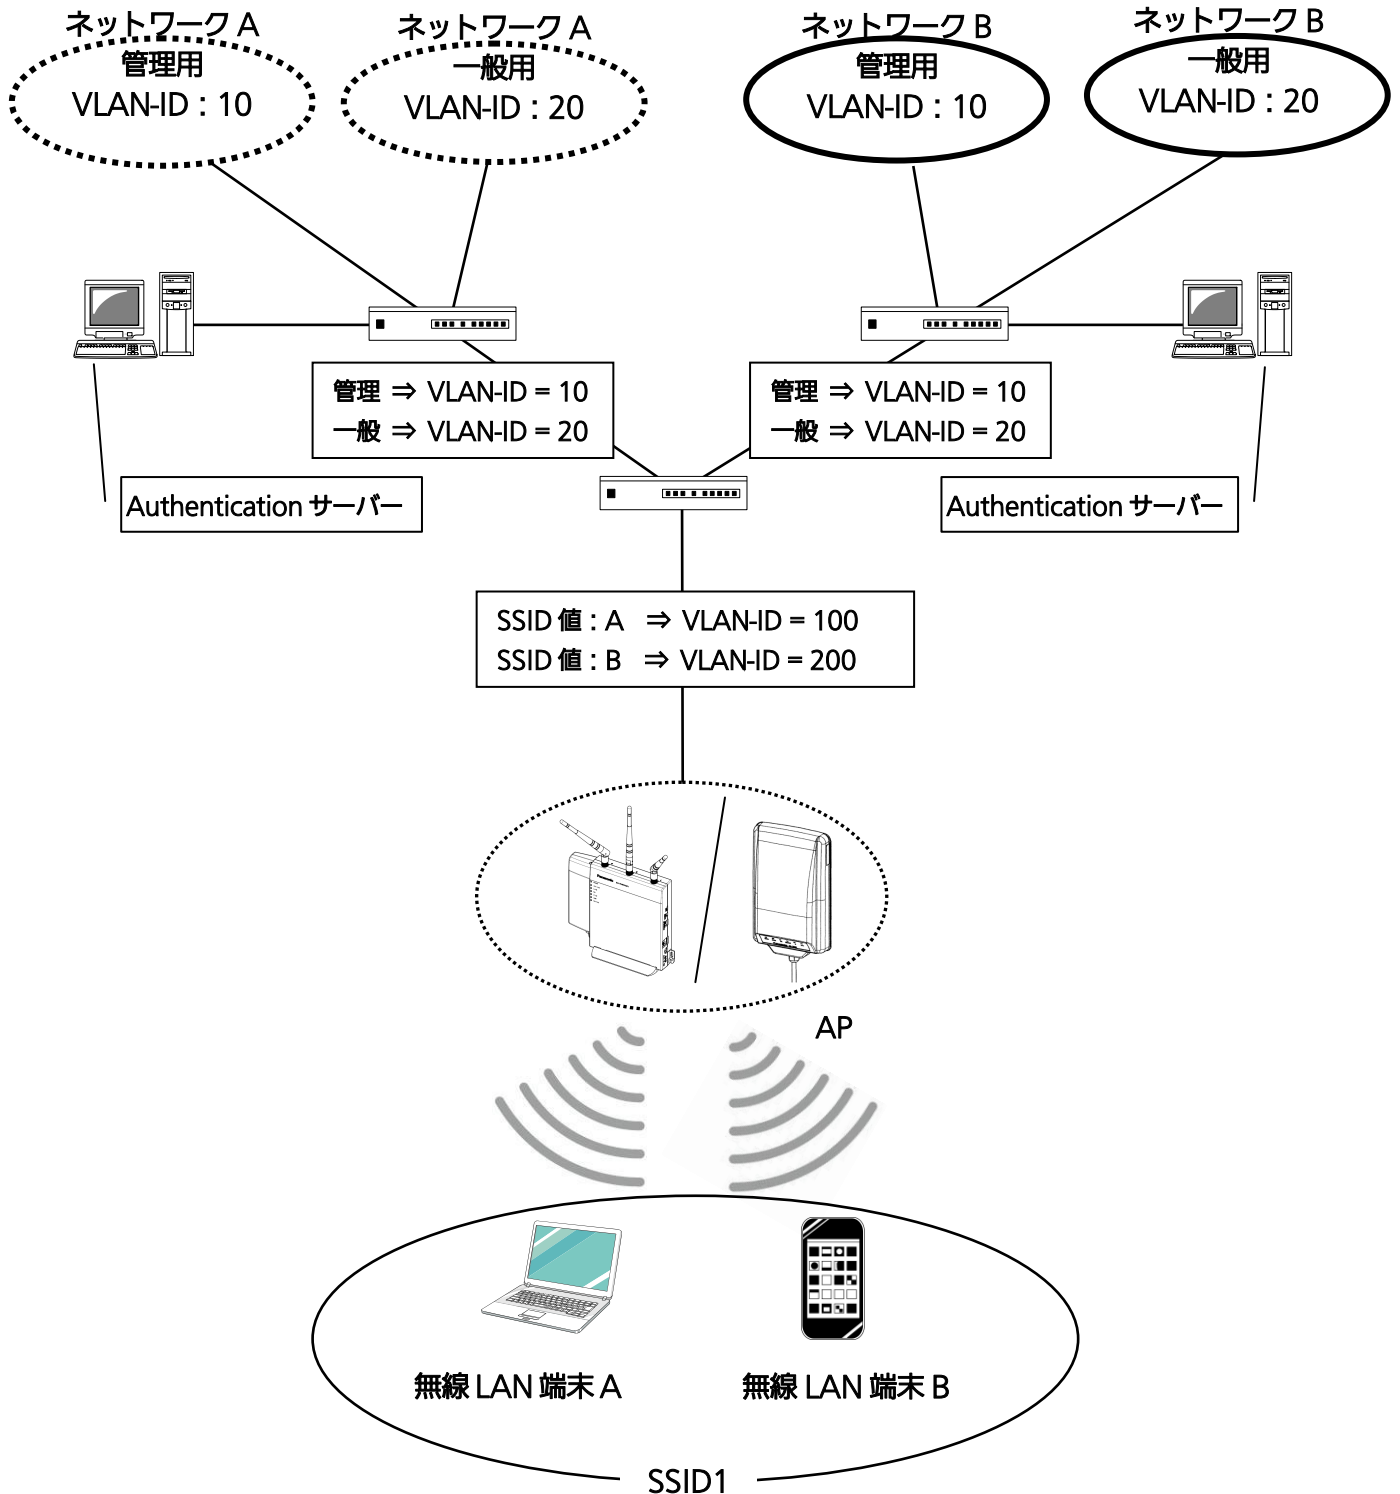 ネットワーク A
管理用
VLAN-ID : 10
ネットワーク A
一般用
VLAN-ID : 20
ネットワーク B
管理用
VLAN-ID : 10
ネットワーク B
一般用
VLAN-ID : 20
管理 ⇒ VLAN-ID = 10
一般 ⇒ VLAN-ID = 20
管理 ⇒ VLAN-ID = 10
一般 ⇒ VLAN-ID = 20
Authentication サーバー
Authentication サーバー
SSID 値 : A ⇒ VLAN-ID = 100
SSID 値 : B ⇒ VLAN-ID = 200
Panasonic
AP
無線 LAN 端末 A
無線 LAN 端末 B
SSID1